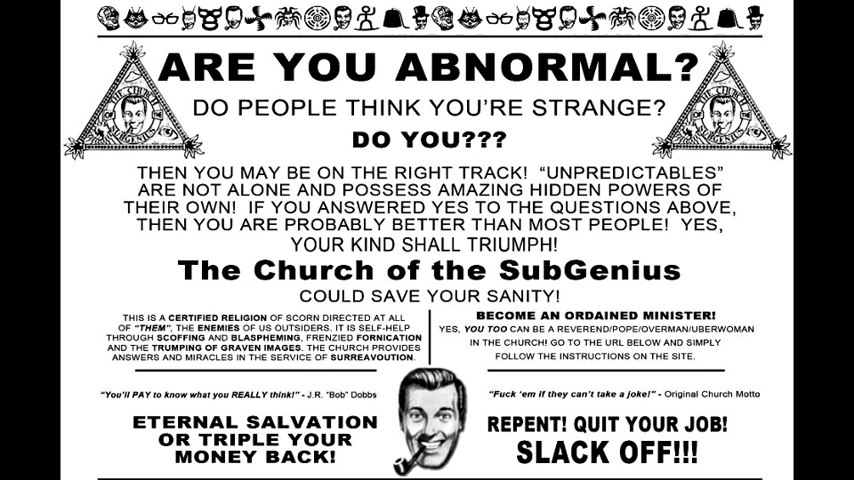 ARE YOU ABNORMAL?
DO PEOPLE THINK YOU'RE STRANGE?
DO YOU???
THE CHURCH OF SUBGENIUS
THE CHURCH OF SUBGENIUS
THEN YOU MAY BE ON THE RIGHT TRACK! "UNPREDICTABLES"
ARE NOT ALONE AND POSSESS AMAZING HIDDEN POWERS OF
THEIR OWN! IF YOU ANSWERED YES TO THE QUESTIONS ABOVE,
THEN YOU ARE PROBABLY BETTER THAN MOST PEOPLE! YES,
YOUR KIND SHALL TRIUMPH!
The Church of the SubGenius
COULD SAVE YOUR SANITY!
THIS IS A CERTIFIED RELIGION OF SCORN DIRECTED AT ALL
OF "THEM", THE ENEMIES OF US OUTSIDERS. IT IS SELF-HELP
THROUGH SCOFFING AND BLASPHEMING, FRENZIED FORNICATION
AND THE TRUMPING OF GRAVEN IMAGES. THE CHURCH PROVIDES
ANSWERS AND MIRACLES IN THE SERVICE OF SURREAVOUTION.
BECOME AN ORDAINED MINISTER!
YES, YOU TOO CAN BE A REVEREND/POPE/OVERMAN/UBERWOMAN
IN THE CHURCH! GO TO THE URL BELOW AND SIMPLY
FOLLOW THE INSTRUCTIONS ON THE SITE.
"You'll PAY to know what you REALLY think!" - J.R. "Bob" Dobbs
ETERNAL SALVATION
OR TRIPLE YOUR
MONEY BACK!
"Fuck 'em if they can't take a joke!" - Original Church Motto
REPENT! QUIT YOUR JOB!
SLACK OFF!!!